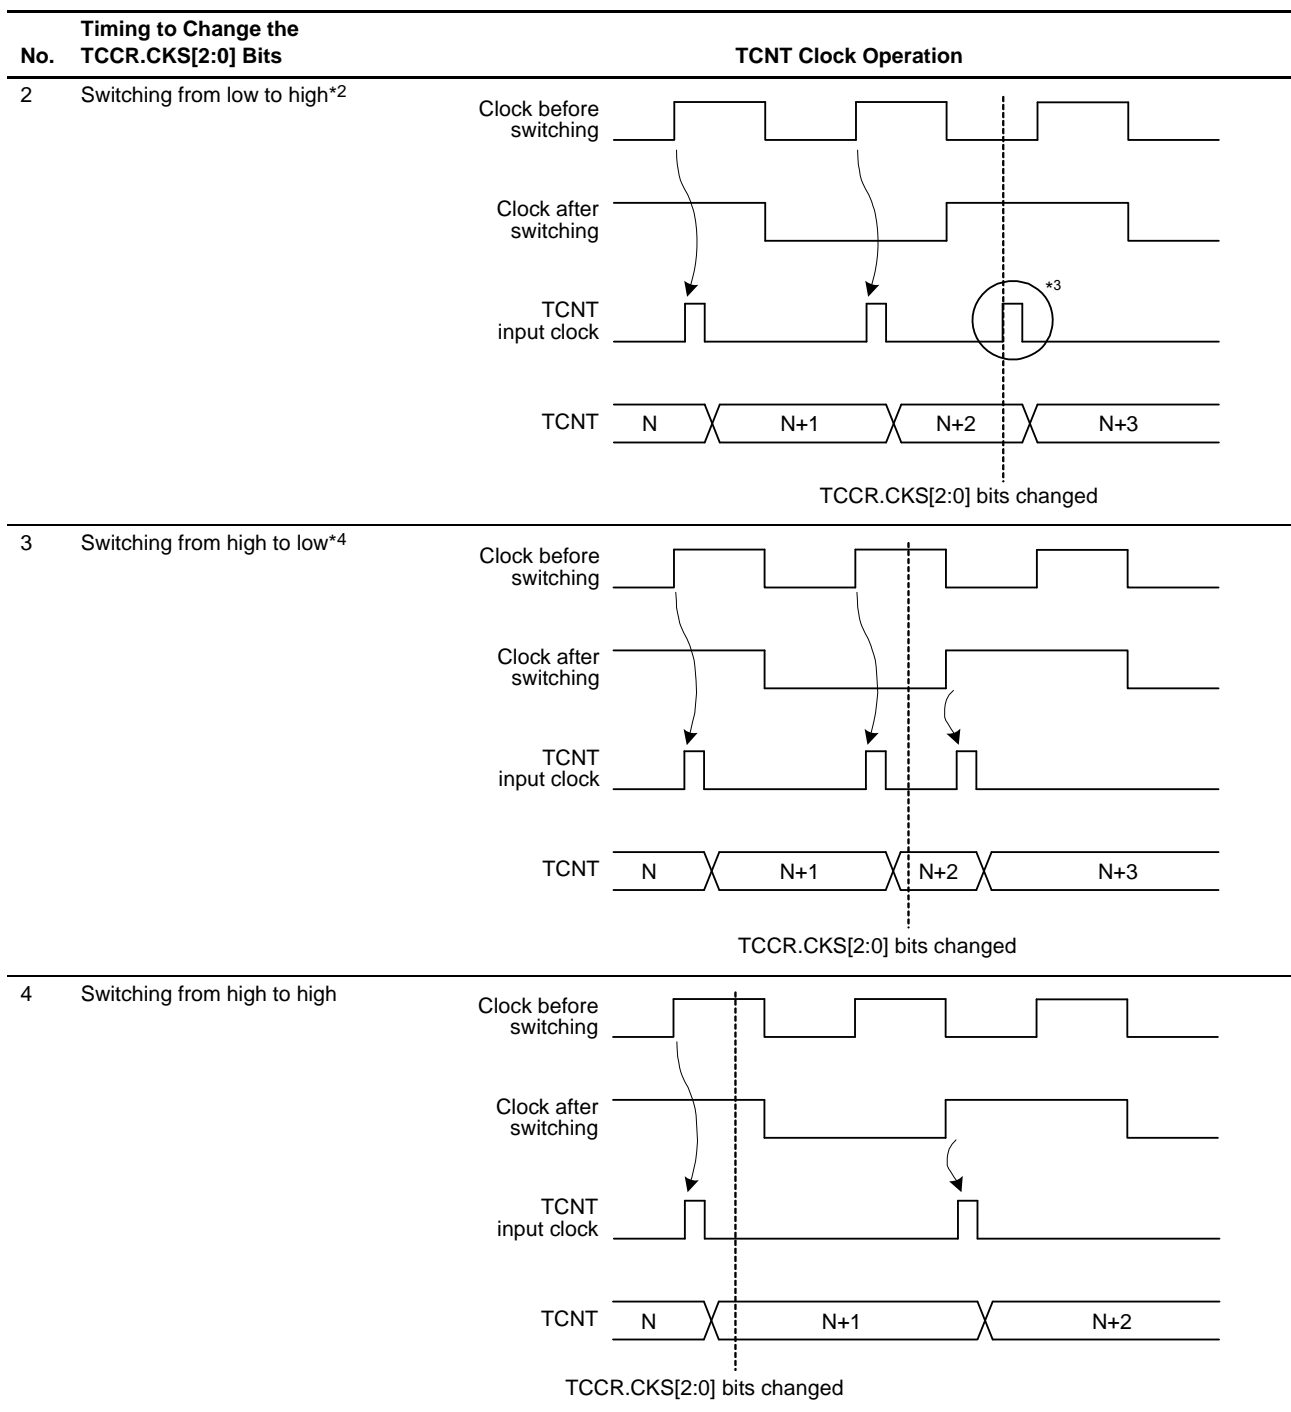 Timing to Change the
No. TCCR.CKS[2:0] Bits TCNT Clock Operation
2 Switching from low to high*2
Clock before
switching
Clock after
switching
*3
TCNT
input clock
TCNT N N+1 N+2 N+3
TCCR.CKS[2:0] bits changed
3 Switching from high to low*4
Clock before
switching
Clock after
switching
TCNT
input clock
TCNT N N+1 N+2 N+3
TCCR.CKS[2:0] bits changed
4 Switching from high to high
Clock before
switching
Clock after
switching
TCNT
input clock
TCNT N N+1 N+2
TCCR.CKS[2:0] bits changed